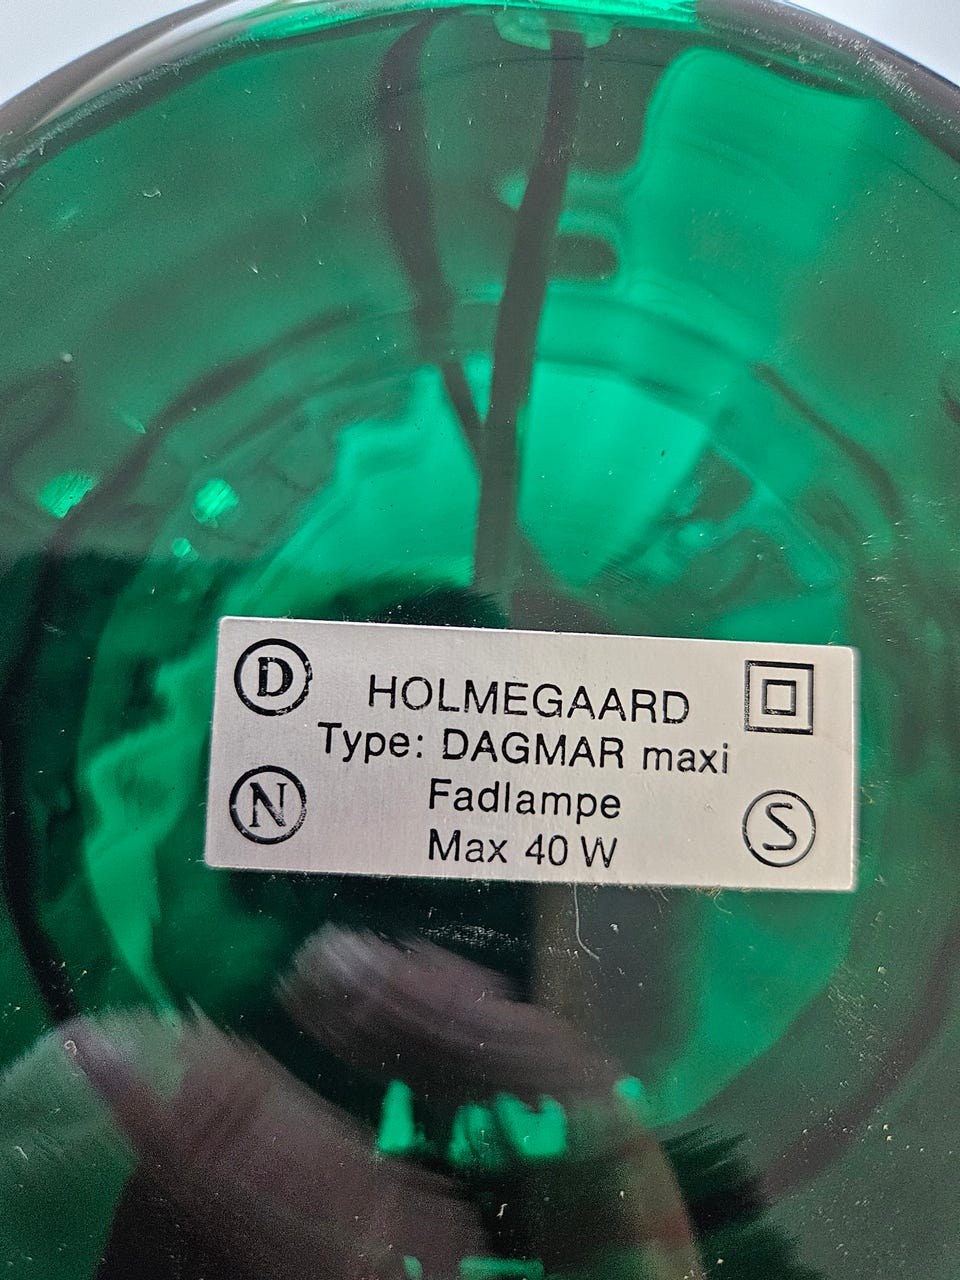 D
HOLMEGAARD
Type: DAGMAR maxi
N
Fadlampe
S
Max 40 W